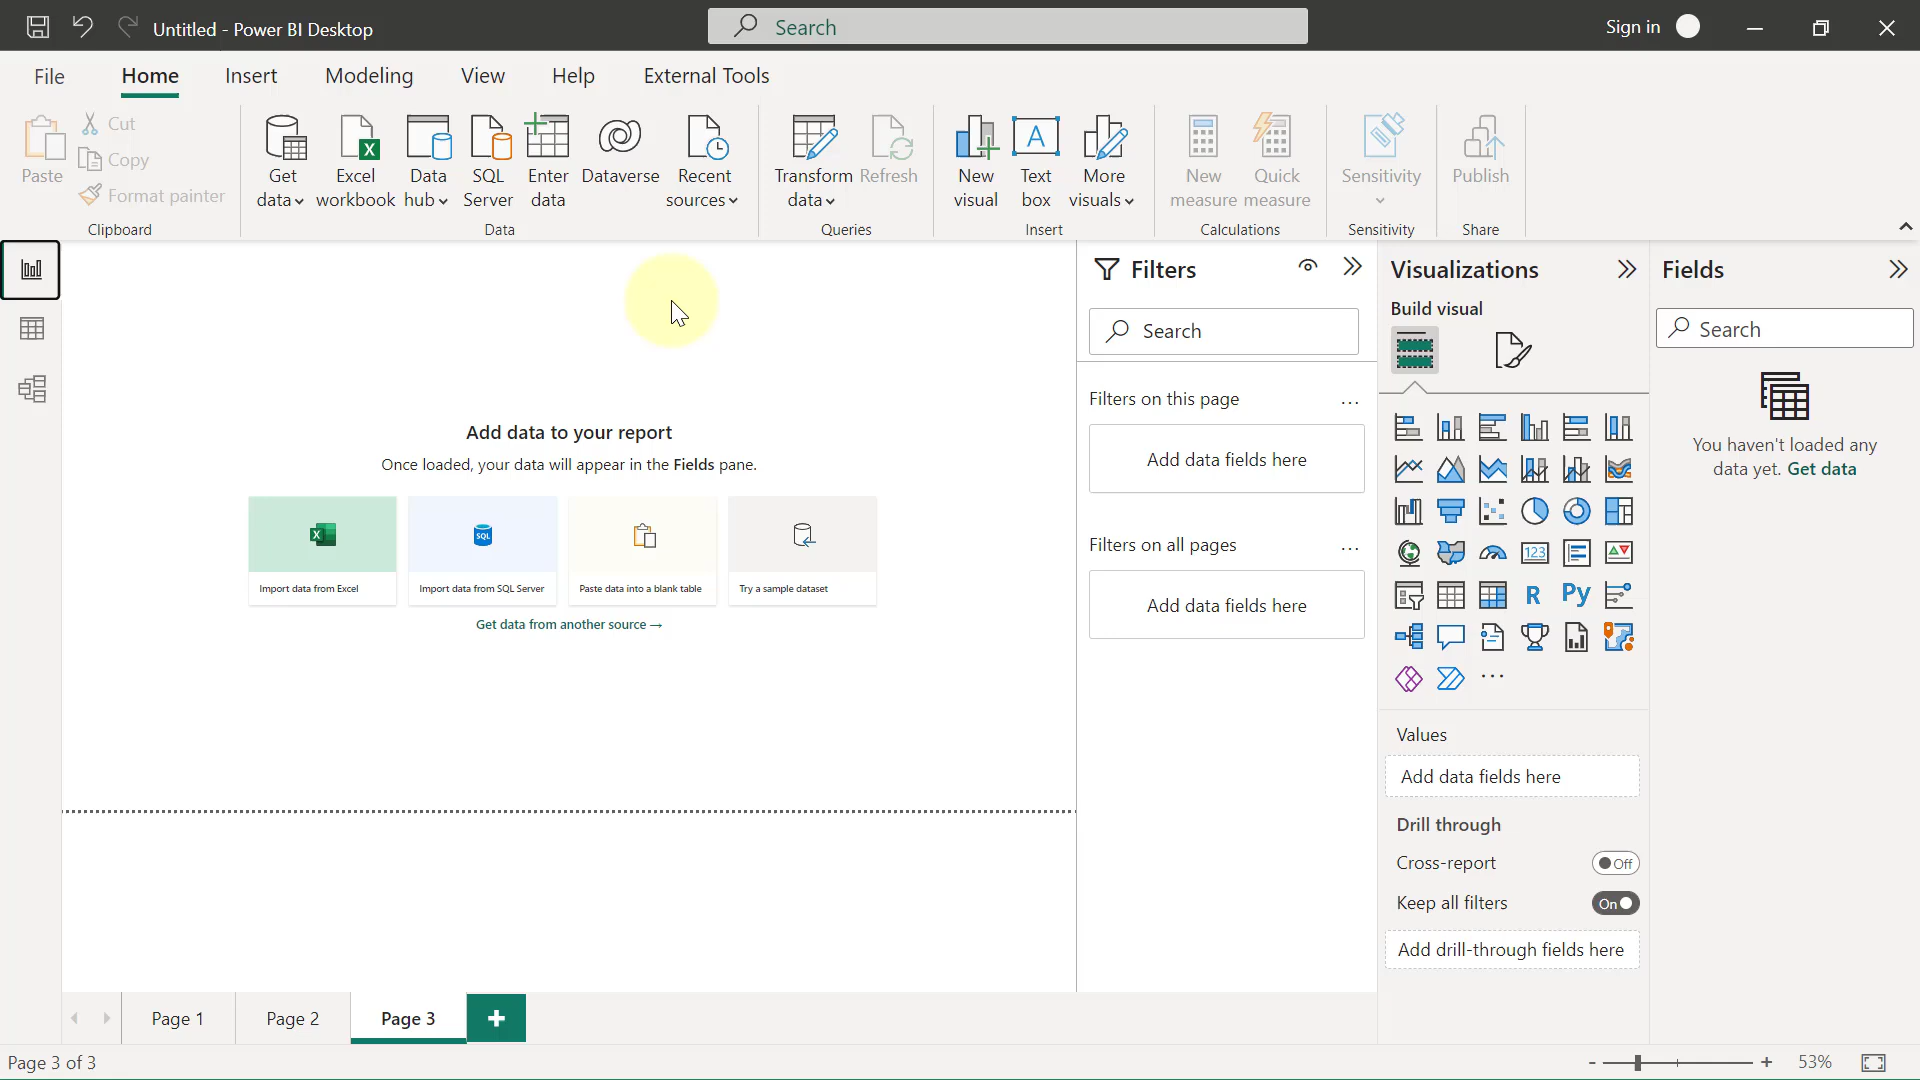 Untitled - Power BI Desktop
Search
Sign in
File
Home
Insert
Modeling
View
Help
External Tools
Paste
Cut
Copy
Format painter
Clipboard
Get data
Excel workbook
Data hub
SQL Server
Enter data
Dataverse
Recent sources
Data
Transform data
Refresh
Queries
New visual
A
Text box
More visuals
Insert
New measure
Quick measure
Calculations
Sensitivity
Sensitivity
Publish
Share
Add data to your report
Once loaded, your data will appear in the Fields pane.
X
SQL
Import data from Excel
Import data from SQL Server
Paste data into a blank table
Try a sample dataset
Get data from another source →
Filters
Search
Filters on this page
...
Add data fields here
Filters on all pages
...
Add data fields here
Visualizations
Build visual
123
R
Py
...
Values
Add data fields here
Drill through
Cross-report
Off
Keep all filters
On
Add drill-through fields here
Fields
Search
You haven't loaded any
data yet. Get data
Page 1
Page 2
Page 3
+
Page 3 of 3
-
+
53%